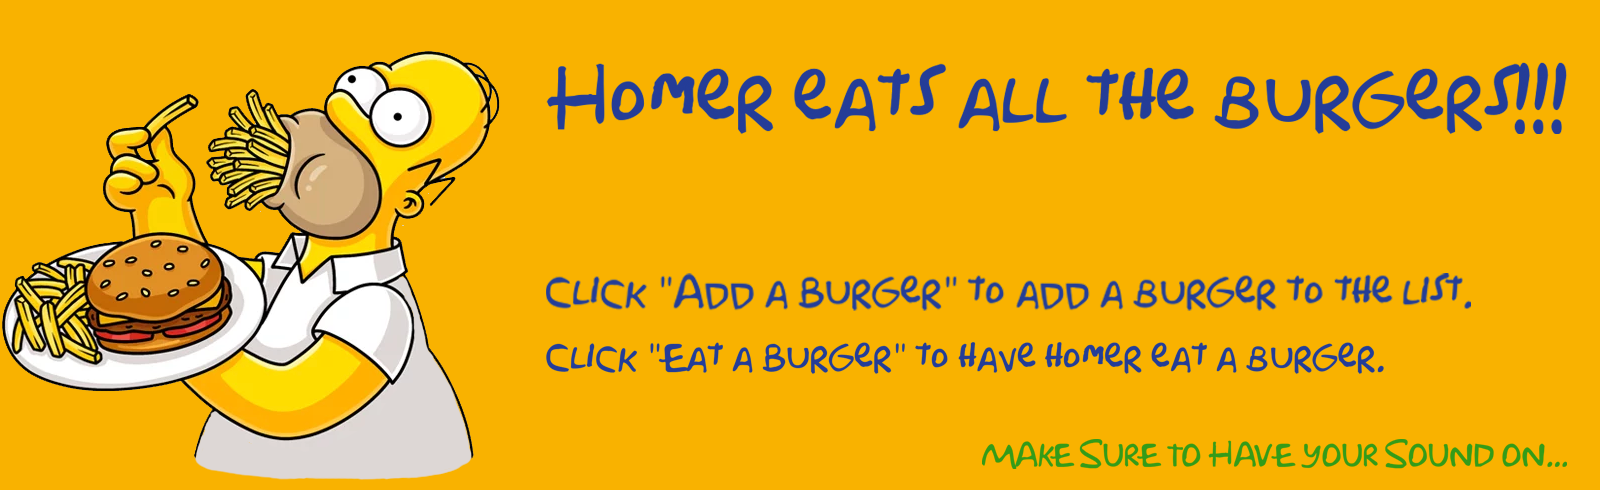 Homer eats all the burgers!!!
Click "Add a burger" to add a burger to the list.
Click "Eat a burger" to have Homer eat a burger.
Make sure to have your sound on...